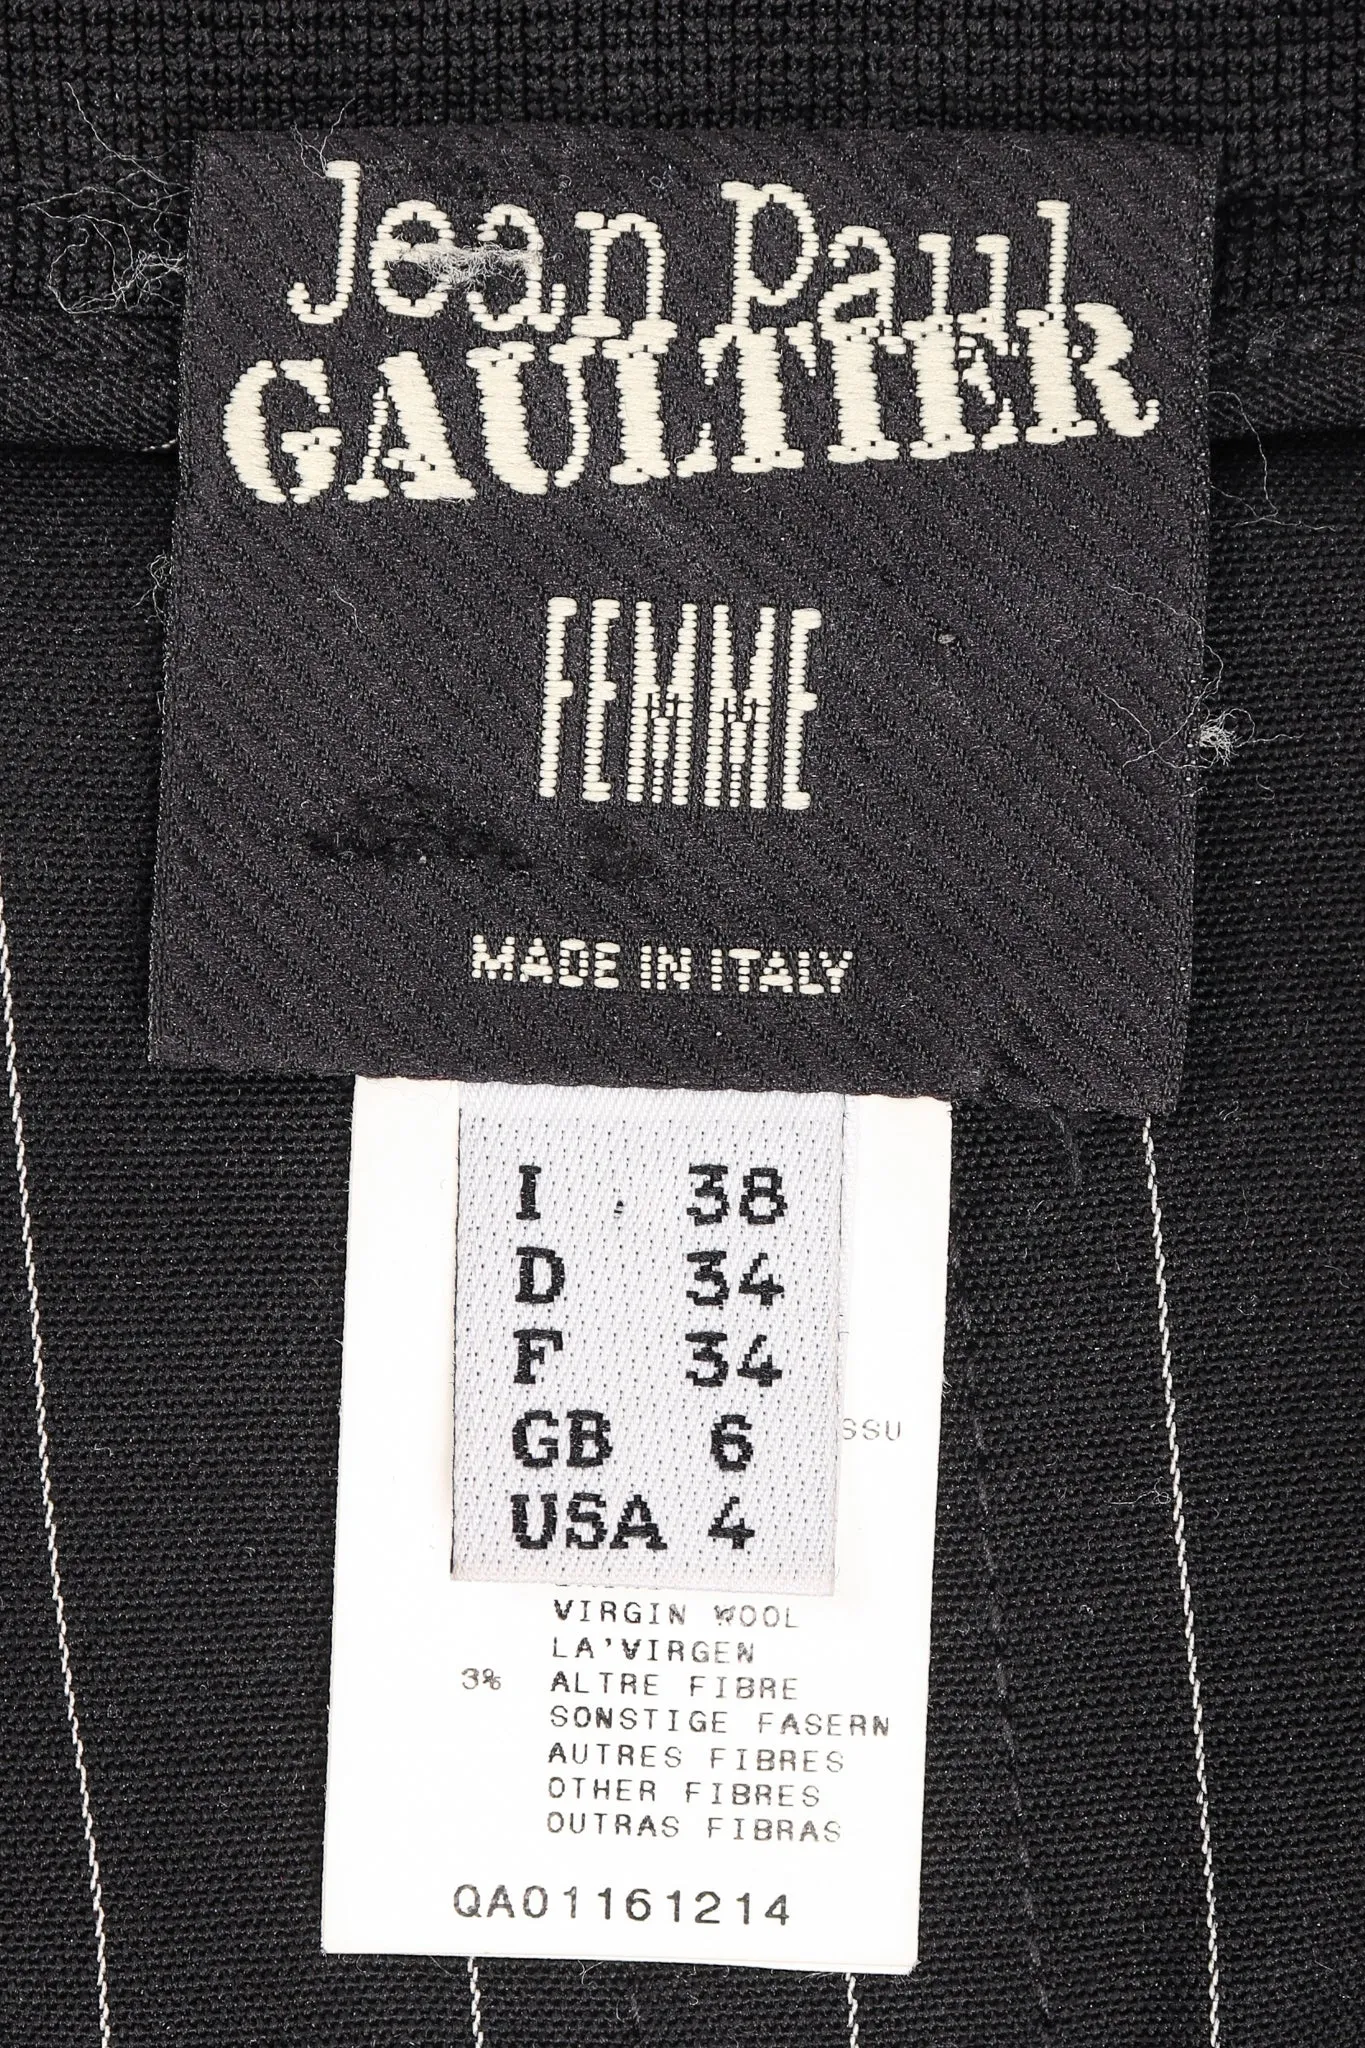 Jean Paul
GAULTIER
FEMME
MADE IN ITALY
I 38
D 34
F 34
GB 6
USA 4
SSU
VIRGIN WOOL
LA'VIRGEN
3% ALTRE FIBRE
SONSTIGE FASERN
AUTRES FIBRES
OTHER FIBRES
OUTRAS FIBRAS
QA01161214